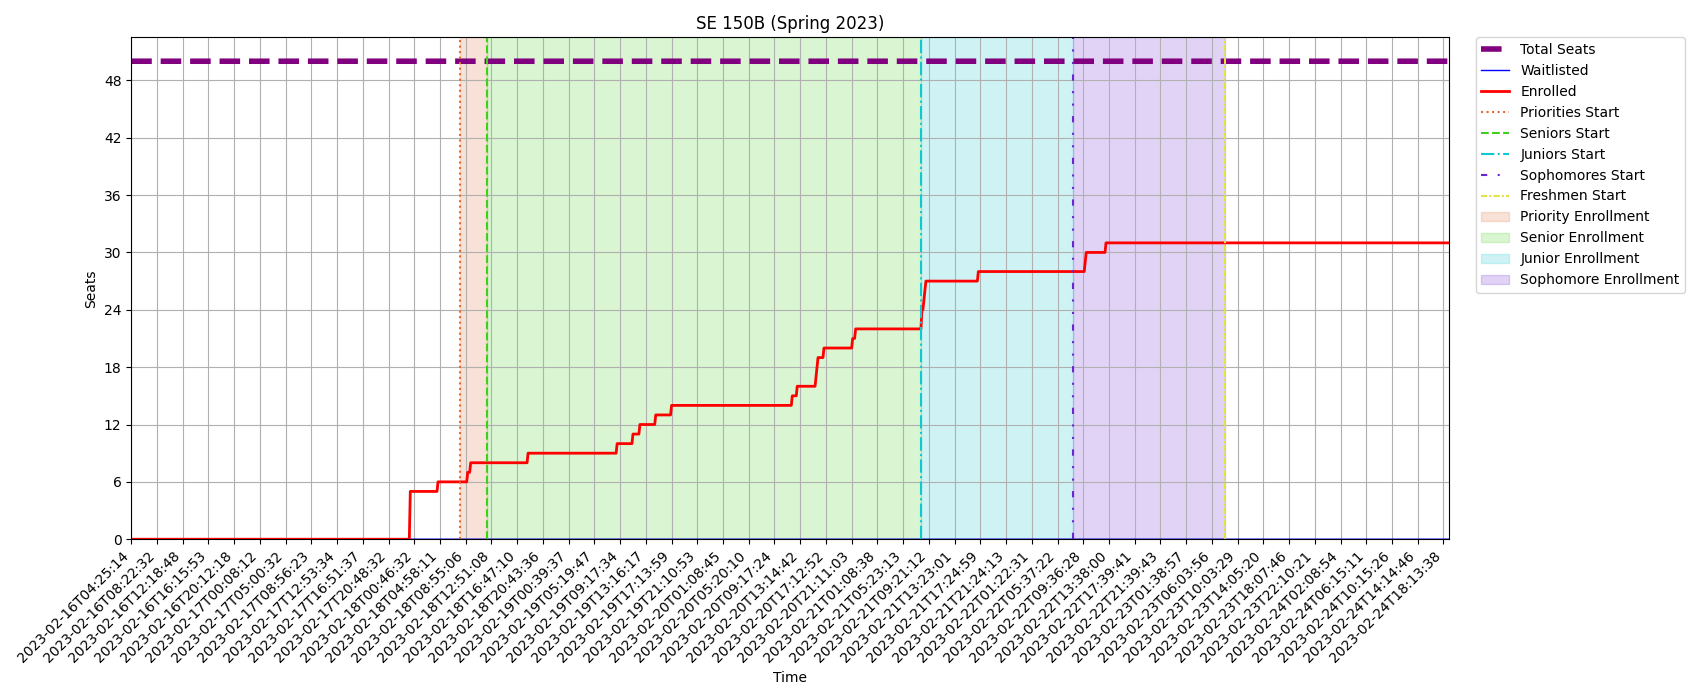 SE 150B (Spring 2023)
Seats
48
42
36
30
24
18
12
6
0
2023-02-16T04:25:14
2023-02-16T08:22:32
2023-02-16T12:18:48
2023-02-16T16:15:53
2023-02-16T20:12:18
2023-02-17T00:08:12
2023-02-17T05:00:32
2023-02-17T08:56:23
2023-02-17T12:53:34
2023-02-17T16:51:37
2023-02-17T20:48:32
2023-02-18T00:46:32
2023-02-18T04:58:11
2023-02-18T08:55:06
2023-02-18T12:51:08
2023-02-18T16:47:10
2023-02-18T20:43:36
2023-02-19T00:39:37
2023-02-19T05:19:47
2023-02-19T09:17:34
2023-02-19T13:16:17
2023-02-19T17:13:59
2023-02-19T21:10:53
2023-02-20T01:08:45
2023-02-20T05:20:10
2023-02-20T09:17:24
2023-02-20T13:14:42
2023-02-20T17:12:52
2023-02-20T21:11:03
2023-02-21T01:08:38
2023-02-21T05:23:13
2023-02-21T09:21:12
2023-02-21T13:23:01
2023-02-21T17:24:59
2023-02-21T21:24:13
2023-02-22T01:22:31
2023-02-22T05:37:22
2023-02-22T09:36:28
2023-02-22T13:38:00
2023-02-22T17:39:41
2023-02-22T21:39:43
2023-02-23T01:38:57
2023-02-23T06:03:56
2023-02-23T10:03:29
2023-02-23T14:05:20
2023-02-23T18:07:46
2023-02-23T22:10:21
2023-02-24T02:08:54
2023-02-24T06:15:11
2023-02-24T10:15:26
2023-02-24T14:14:46
2023-02-24T18:13:38
Time
Total Seats
Waitlisted
Enrolled
Priorities Start
Seniors Start
Juniors Start
Sophomores Start
Freshmen Start
Priority Enrollment
Senior Enrollment
Junior Enrollment
Sophomore Enrollment